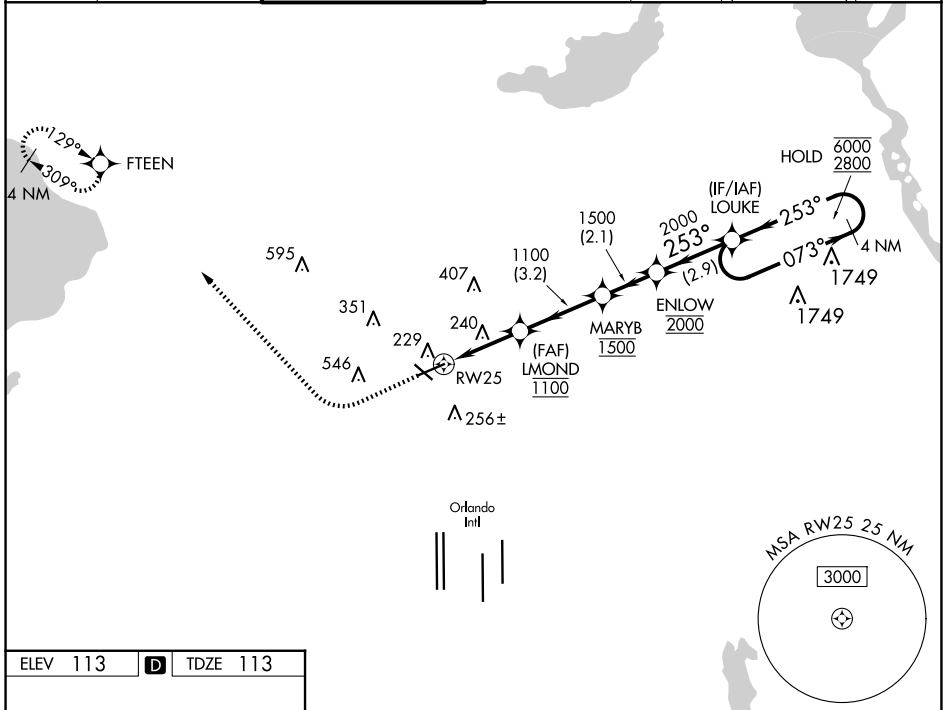 129°
309°
4 NM
FTEEN
HOLD
6000
2800
(IF/IAF)
LOUKE
253°
073°
4 NM
1749
1749
2000
253°
(2.9)
1500
(2.1)
1100
(3.2)
ENLOW
2000
MARYB
1500
(FAF)
LMOND
1100
595
407
351
240
229
546
RW25
256±
Orlando
Intl
MSA RW25 25 NM
3000
ELEV 113 D TDZE 113